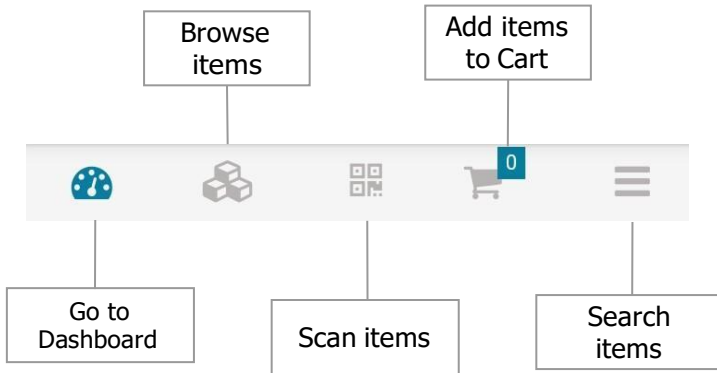 Browse
items
Add items
to Cart
0
Go to
Dashboard
Scan items
Search
items